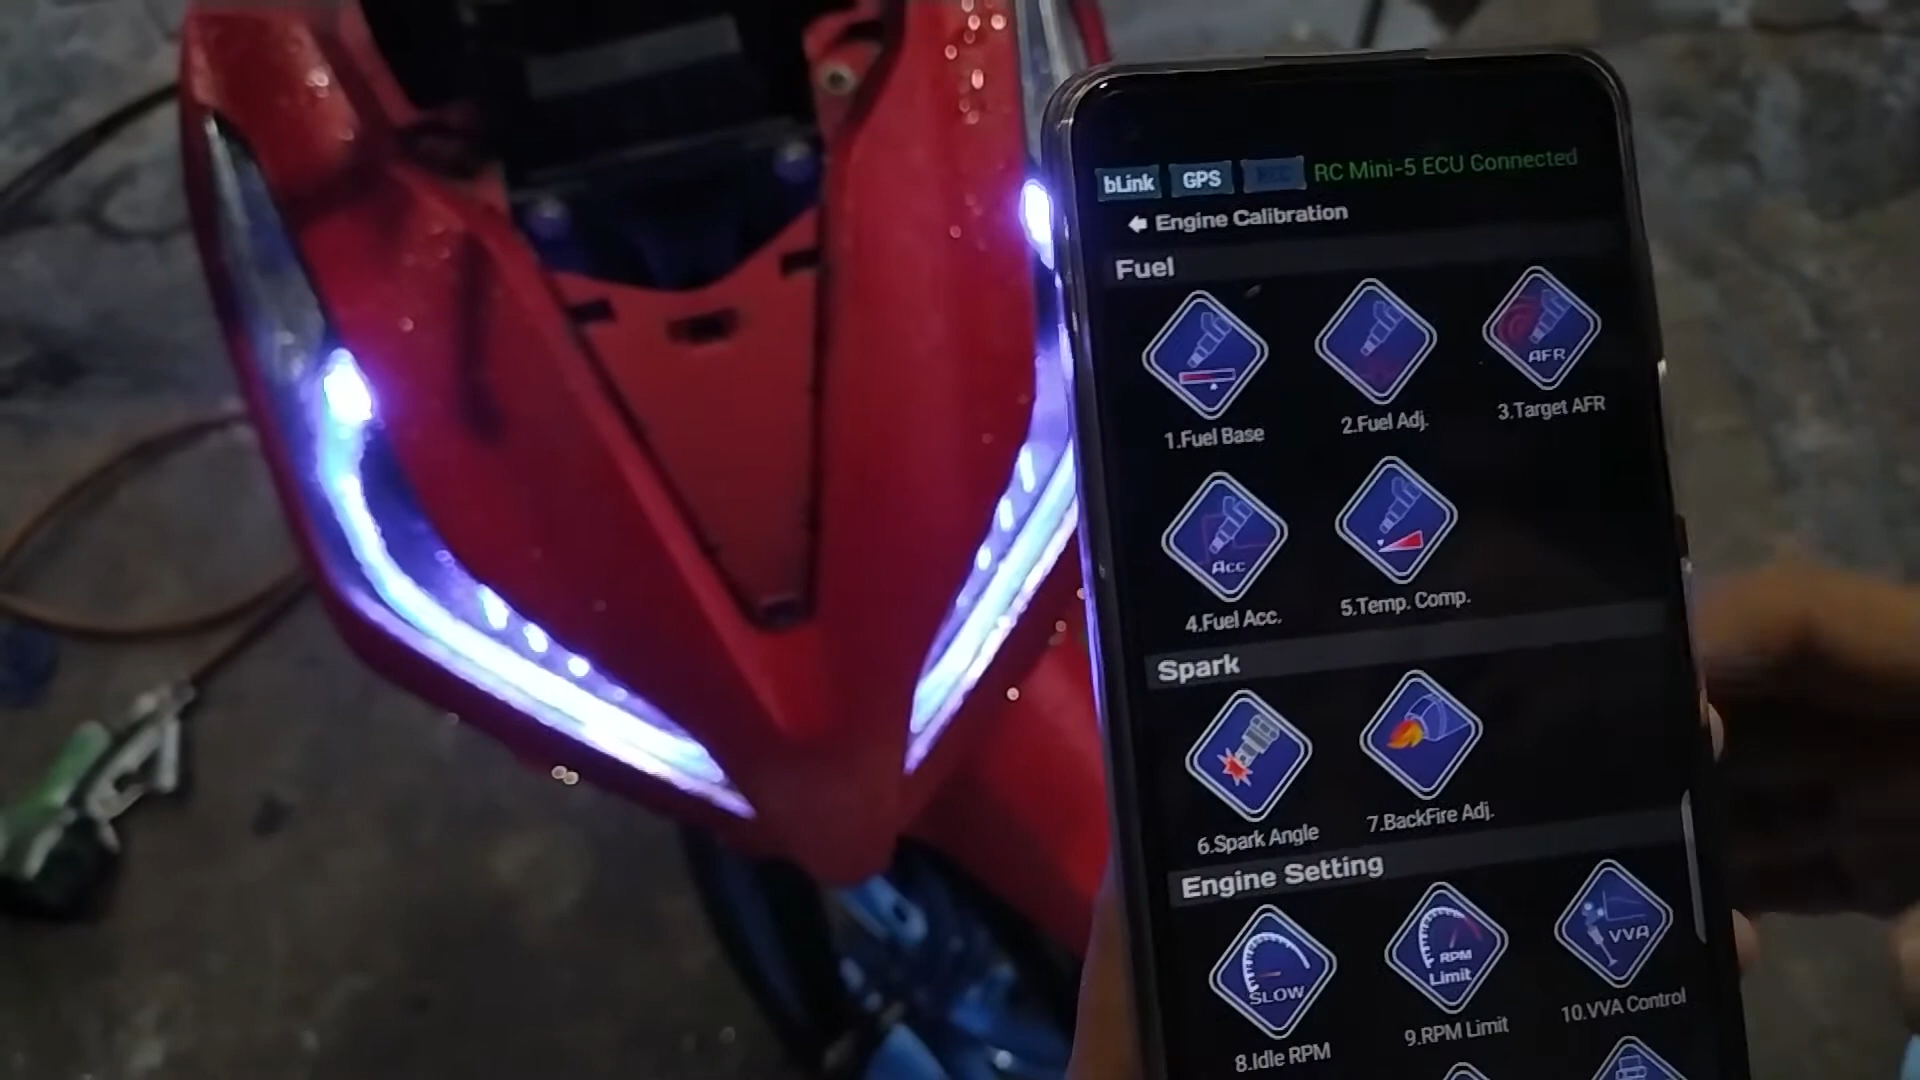 bLink GPS REC RC Mini-5 ECU Connected
Engine Calibration
Fuel
AFR
1.Fuel Base 2.Fuel Adj. 3.Target AFR
Acc
4.Fuel Acc. 5.Temp. Comp.
Spark
6.Spark Angle 7.BackFire Adj.
Engine Setting
SLOW RPM Limit VVA
8.Idle RPM 9.RPM Limit 10.VVA Control